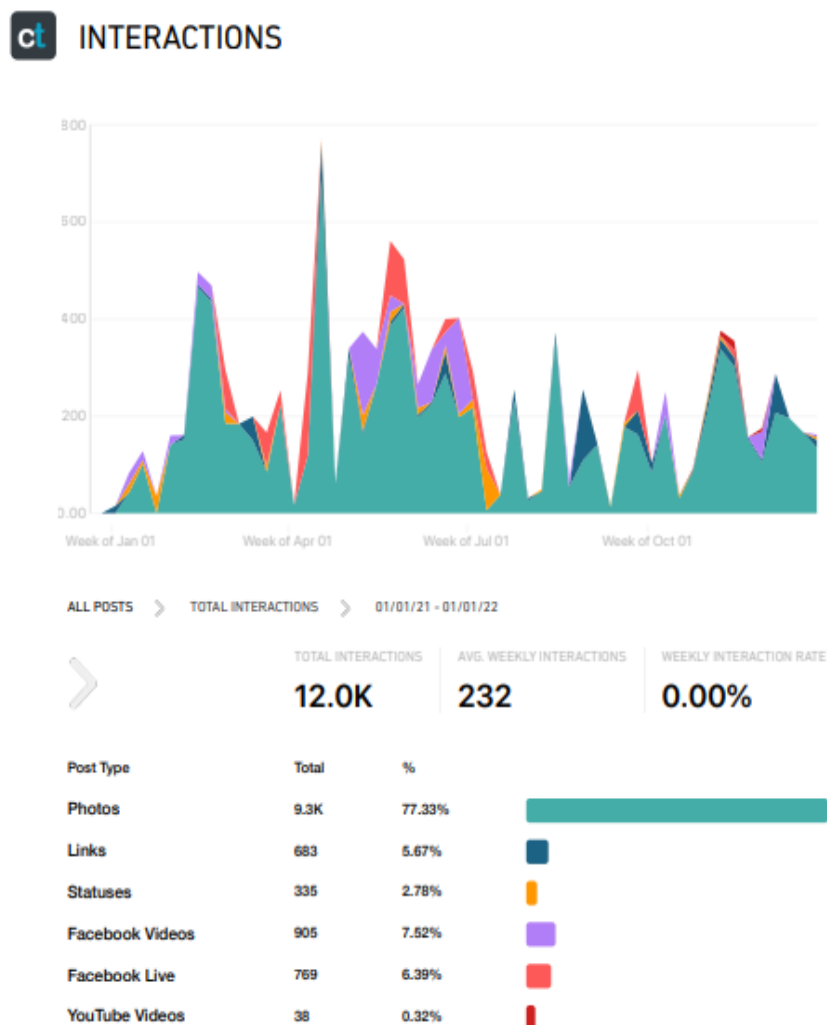 ct INTERACTIONS
800
600
400
200
0.00
Week of Jan 01 Week of Apr 01 Week of Jul 01 Week of Oct 01
ALL POSTS TOTAL INTERACTIONS 01/01/21 - 01/01/22
TOTAL INTERACTIONS AVG. WEEKLY INTERACTIONS WEEKLY INTERACTION RATE
12.0K 232 0.00%
Post Type Total %
Photos 9.3K 77.33%
Links 683 5.67%
Statuses 335 2.78%
Facebook Videos 905 7.52%
Facebook Live 769 6.39%
YouTube Videos 38 0.32%